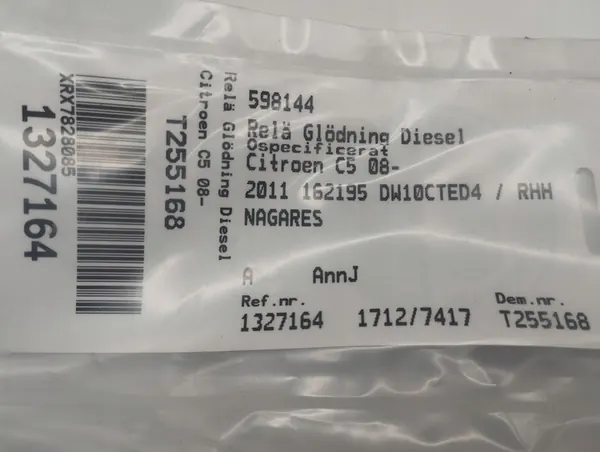 XRX7828085
1327164
T255168
Relä Glödning Diesel
Citroen C5 08-
598144
Relä Glödning Diesel
Ospecificerat
Citroen C5 08-
2011 162195 DW10CTED4 / RHH
NAGARES
A AnnJ
Ref.nr. Dem.nr.
1327164 1712/7417 T255168